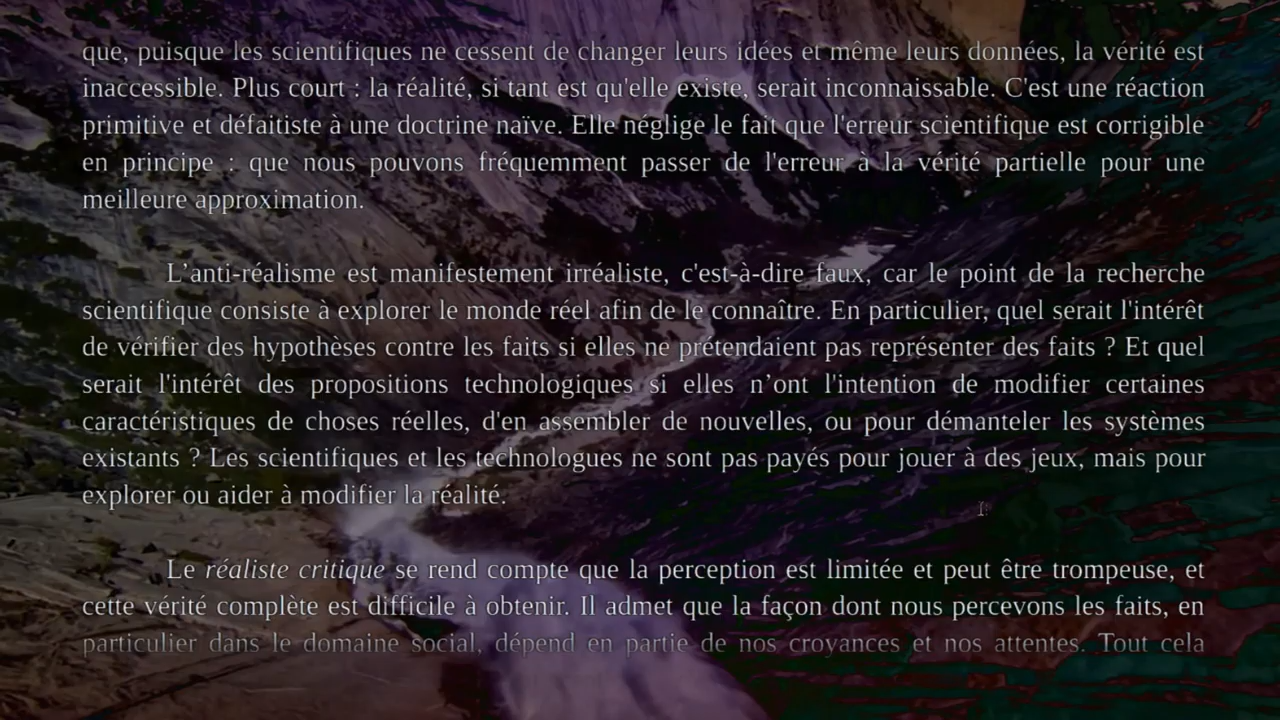 que, puisque les scientifiques ne cessent de changer leurs idées et même leurs données, la vérité est
inaccessible. Plus court : la réalité, si tant est qu'elle existe, serait inconnaissable. C'est une réaction
primitive et défaitiste à une doctrine naïve. Elle néglige le fait que l'erreur scientifique est corrigible
en principe : que nous pouvons fréquemment passer de l'erreur à la vérité partielle pour une
meilleure approximation.
L’anti-réalisme est manifestement irréaliste, c'est-à-dire faux, car le point de la recherche
scientifique consiste à explorer le monde réel afin de le connaître. En particulier, quel serait l'intérêt
de vérifier des hypothèses contre les faits si elles ne prétendaient pas représenter des faits ? Et quel
serait l'intérêt des propositions technologiques si elles n’ont l'intention de modifier certaines
caractéristiques de choses réelles, d'en assembler de nouvelles, ou pour démanteler les systèmes
existants ? Les scientifiques et les technologues ne sont pas payés pour jouer à des jeux, mais pour
explorer ou aider à modifier la réalité.
Le réaliste critique se rend compte que la perception est limitée et peut être trompeuse, et
cette vérité complète est difficile à obtenir. Il admet que la façon dont nous percevons les faits, en
particulier dans le domaine social, dépend en partie de nos croyances et nos attentes. Tout cela